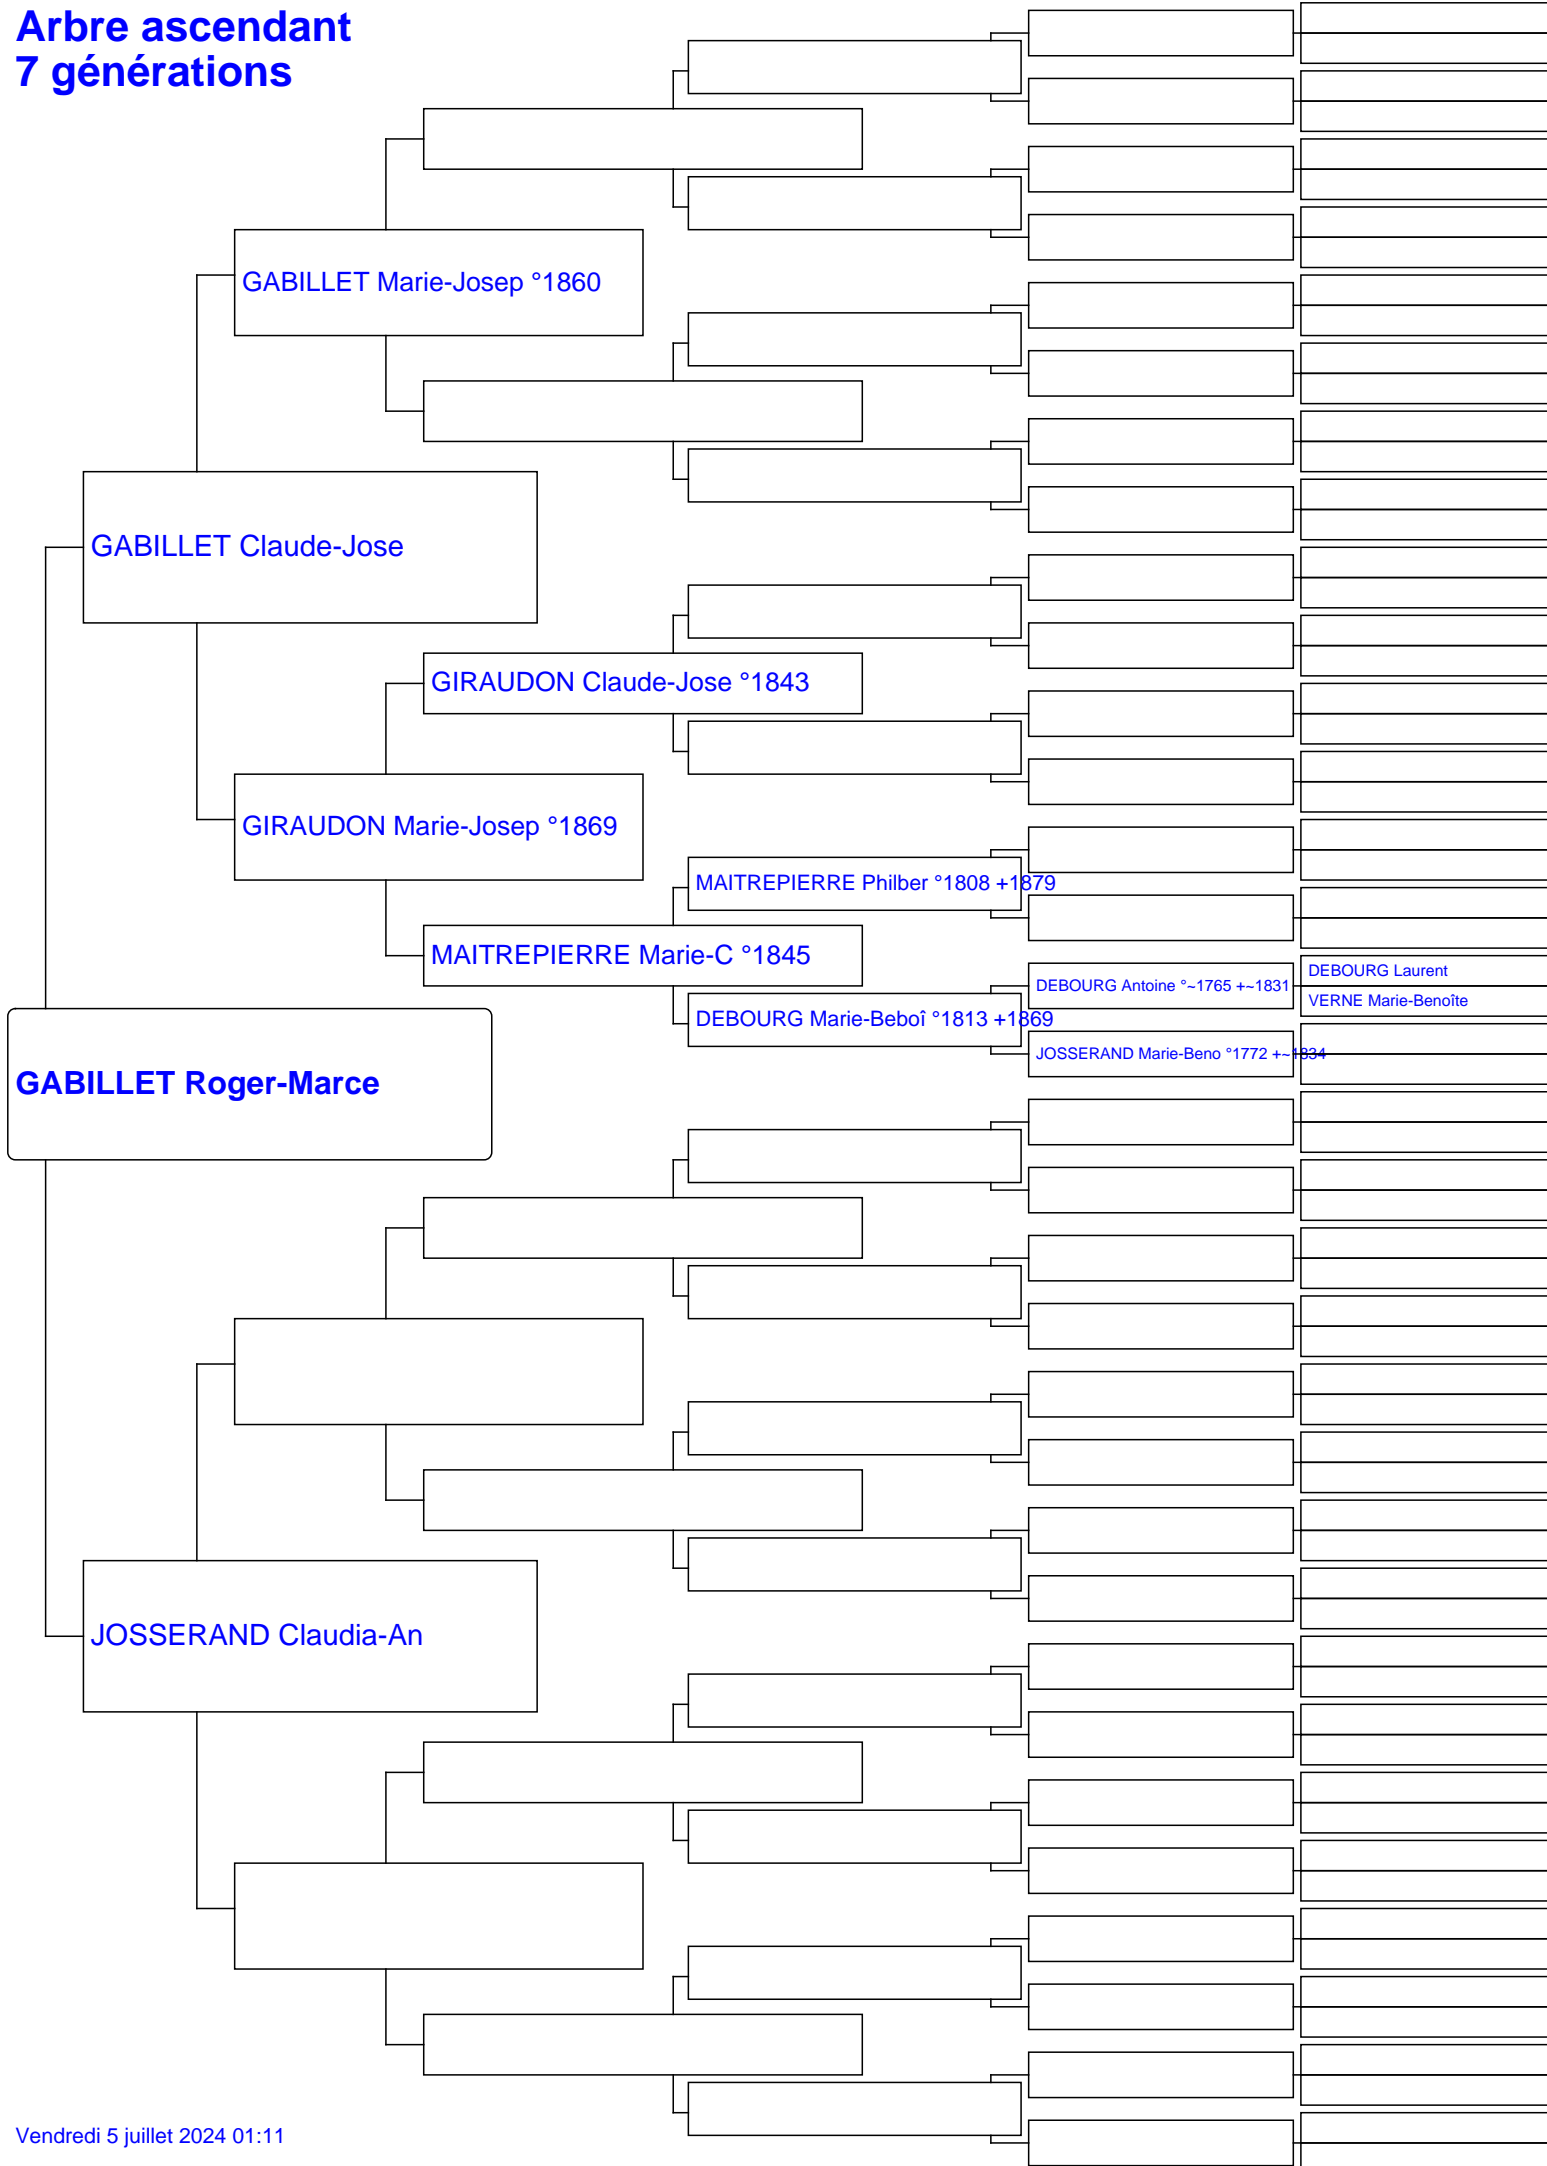 Arbre ascendant
7 générations
GABILLET Marie-Josep °1860
GABILLET Claude-Jose
GIRAUDON Claude-Jose °1843
GIRAUDON Marie-Josep °1869
MAITREPIERRE Philber °1808 +1879
MAITREPIERRE Marie-C °1845
DEBOURG Laurent
DEBOURG Antoine °~1765 +~1831
VERNE Marie-Benoîte
DEBOURG Marie-Beboî °1813 +1869
JOSSERAND Marie-Beno °1772 +~1834
GABILLET Roger-Marce
JOSSERAND Claudia-An
Vendredi 5 juillet 2024 01:11